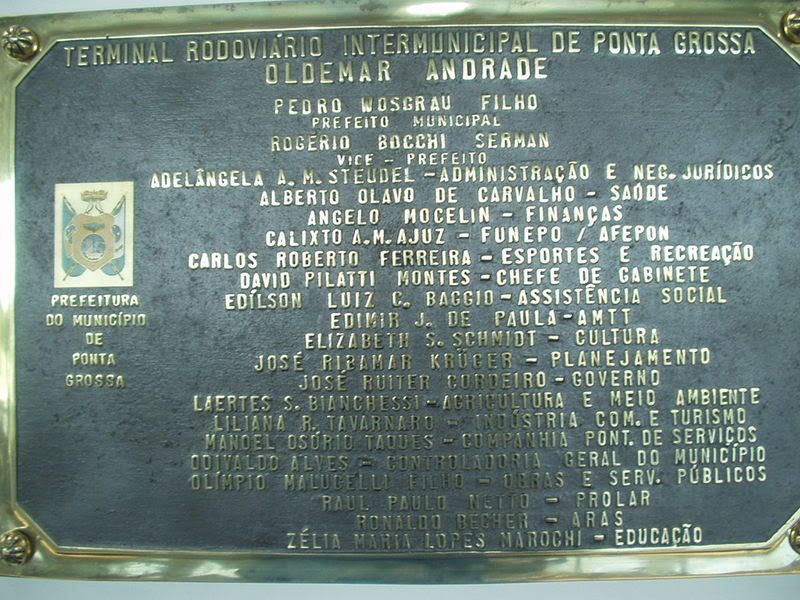 TERMINAL RODOVIÁRIO INTERMUNICIPAL DE PONTA GROSSA
OLDEMAR ANDRADE
PEDRO WOSGRAU FILHO
PREFEITO MUNICIPAL
ROGÉRIO BOCCHI SERMAN
VICE - PREFEITO
ADELÂNGELA A. M. STEUDEL - ADMINISTRAÇÃO E NEG. JURÍDICOS
ALBERTO OLAVO DE CARVALHO - SAÚDE
ANGELO MOCELIN - FINANÇAS
CALIXTO A. M. AJUZ - FUNEPO / AFEPON
CARLOS ROBERTO FERREIRA - ESPORTES E RECREAÇÃO
DAVID PILATTI MONTES - CHEFE DE GABINETE
EDÍLSON LUIZ C. BAGGIO - ASSISTÊNCIA SOCIAL
EDIMIR J. DE PAULA - AMTT
ELIZABETH S. SCHMIDT - CULTURA
JOSÉ RIBAMAR KRÜGER - PLANEJAMENTO
JOSÉ RUITER CORDEIRO - GOVERNO
LAERTES S. BIANCHESSI - AGRICULTURA E MEIO AMBIENTE
LILIANA R. TAVARNARO - INDÚSTRIA COM. E TURISMO
MANOEL OSÓRIO TAQUES - COMPANHIA PONT. DE SERVIÇOS
ODIVALDO ALVES - CONTROLADORIA GERAL DO MUNICÍPIO
OLÍMPIO MALUCELLI FILHO - OBRAS E SERV. PÚBLICOS
RAUL PAULO NETTO - PROLAR
RONALDO BECHER - ARAS
ZÉLIA MARIA LOPES MAROCHI - EDUCAÇÃO
PREFEITURA
DO MUNICÍPIO
DE
PONTA
GROSSA